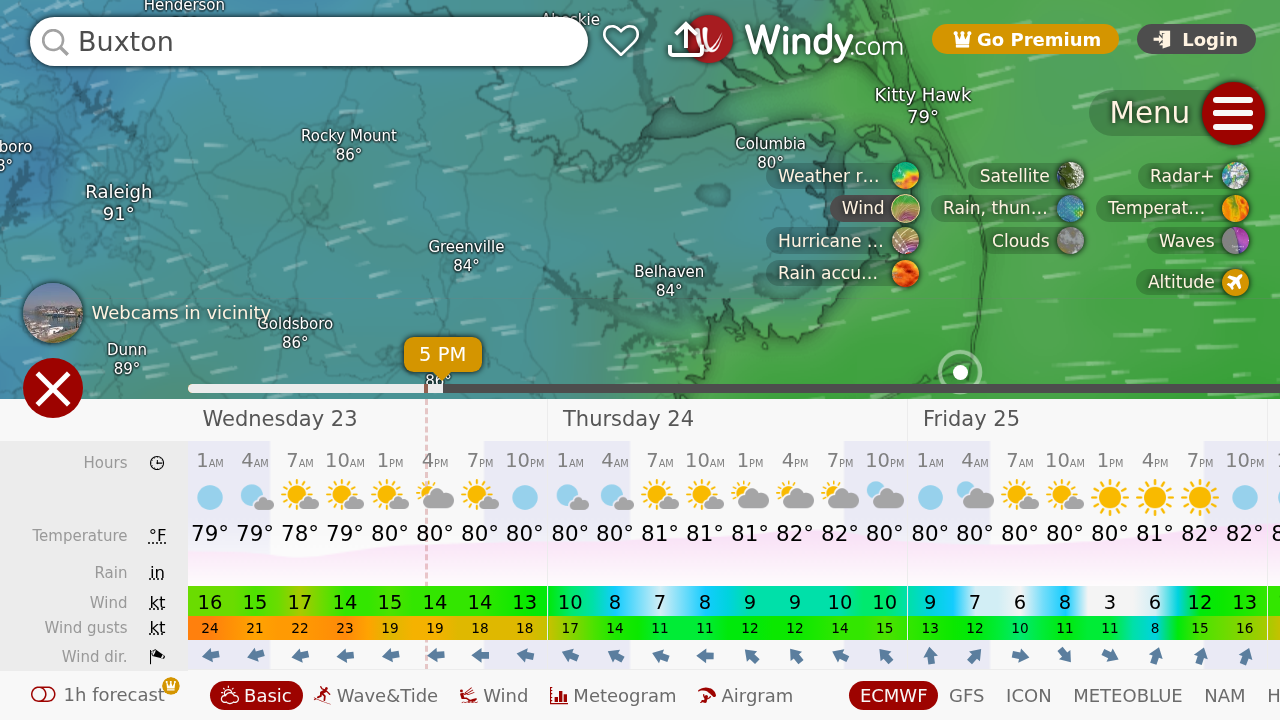 Henderson
Buxton
Windy.com
Go Premium
Login
Kitty Hawk
79°
Menu
Rocky Mount
86°
Columbia
80°
boro
Raleigh
91°
Weather r...
Satellite
Radar+
Wind
Rain, thun...
Temperat...
Greenville
84°
Hurricane ...
Clouds
Waves
Belhaven
84°
Rain accu...
Altitude
Webcams in vicinity
Goldsboro
86°
Dunn
89°
5 PM
86°
Wednesday 23 Thursday 24 Friday 25
Hours 1AM 4AM 7AM 10AM 1PM 4PM 7PM 10PM 1AM 4AM 7AM 10AM 1PM 4PM 7PM 10PM 1AM 4AM 7AM 10AM 1PM 4PM 7PM 10PM
Temperature °F 79° 79° 78° 79° 80° 80° 80° 80° 80° 80° 81° 81° 81° 82° 82° 80° 80° 80° 80° 80° 80° 81° 82° 82° 8
Rain in
Wind kt 16 15 17 14 15 14 14 13 10 8 7 8 9 9 10 10 9 7 6 8 3 6 12 13
Wind gusts kt 24 21 22 23 19 19 18 18 17 14 11 11 12 12 14 15 13 12 10 11 11 8 15 16
Wind dir.
1h forecast Basic Wave&Tide Wind Meteogram Airgram ECMWF GFS ICON METEOBLUE NAM H